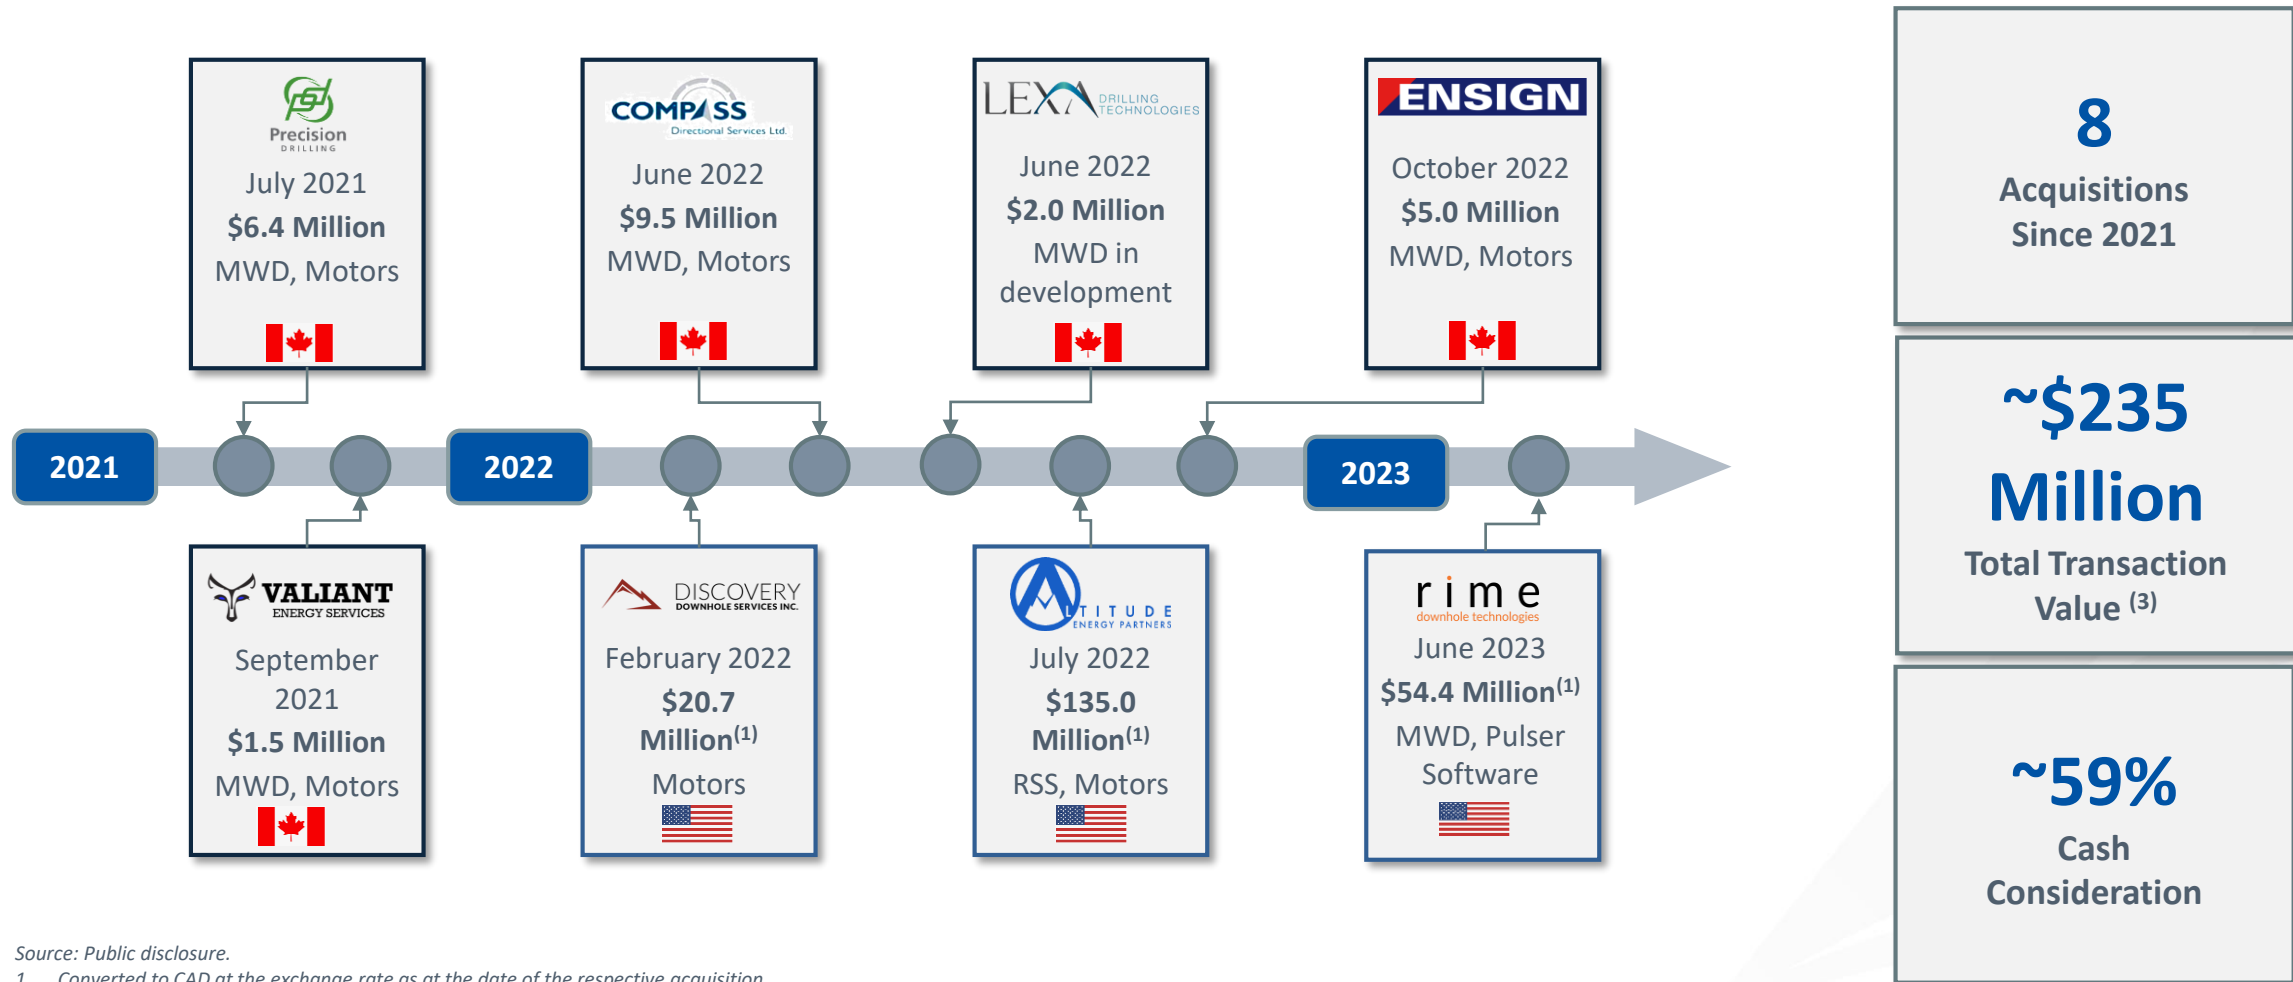 Precision
DRILLING
July 2021
$6.4 Million
MWD, Motors
COMPASS
Directional Services Ltd.
June 2022
$9.5 Million
MWD, Motors
LEXA DRILLING
TECHNOLOGIES
June 2022
$2.0 Million
MWD in
development
ENSIGN
October 2022
$5.0 Million
MWD, Motors
2021
2022
2023
VALIANT
ENERGY SERVICES
September
2021
$1.5 Million
MWD, Motors
DISCOVERY
DOWNHOLE SERVICES INC.
February 2022
$20.7
Million(1)
Motors
ALTITUDE
ENERGY PARTNERS
July 2022
$135.0
Million(1)
RSS, Motors
rime
downhole technologies
June 2023
$54.4 Million(1)
MWD, Pulser
Software
8
Acquisitions
Since 2021
~$235
Million
Total Transaction
Value (3)
~59%
Cash
Consideration
Source: Public disclosure.
1. Converted to CAD at the exchange rate as at the date of the respective acquisition